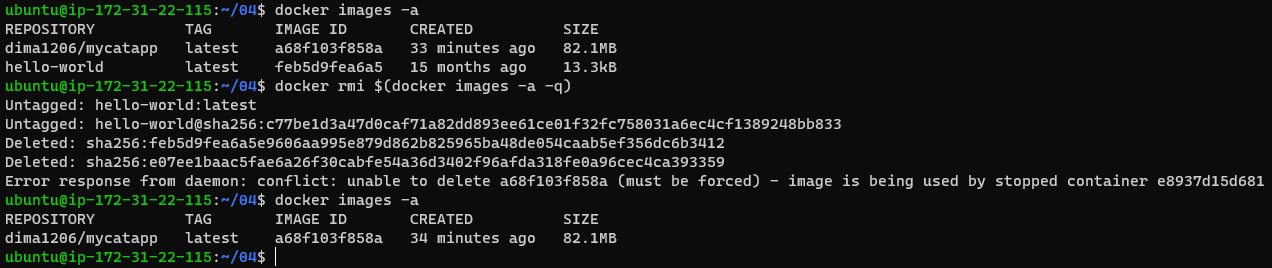 ubuntu@ip-172-31-22-115:~/04$ docker images -a
REPOSITORY          TAG       IMAGE ID       CREATED          SIZE
dima1206/mycatapp   latest    a68f103f858a   33 minutes ago   82.1MB
hello-world         latest    feb5d9fea6a5   15 months ago    13.3kB
ubuntu@ip-172-31-22-115:~/04$ docker rmi $(docker images -a -q)
Untagged: hello-world:latest
Untagged: hello-world@sha256:c77be1d3a47d0caf71a82dd893ee61ce01f32fc758031a6ec4cf1389248bb833
Deleted: sha256:feb5d9fea6a5e9606aa995e879d862b825965ba48de054caab5ef356dc6b3412
Deleted: sha256:e07ee1baac5fae6a26f30cabfe54a36d3402f96afda318fe0a96cec4ca393359
Error response from daemon: conflict: unable to delete a68f103f858a (must be forced) - image is being used by stopped container e8937d15d681
ubuntu@ip-172-31-22-115:~/04$ docker images -a
REPOSITORY          TAG       IMAGE ID       CREATED          SIZE
dima1206/mycatapp   latest    a68f103f858a   34 minutes ago   82.1MB
ubuntu@ip-172-31-22-115:~/04$